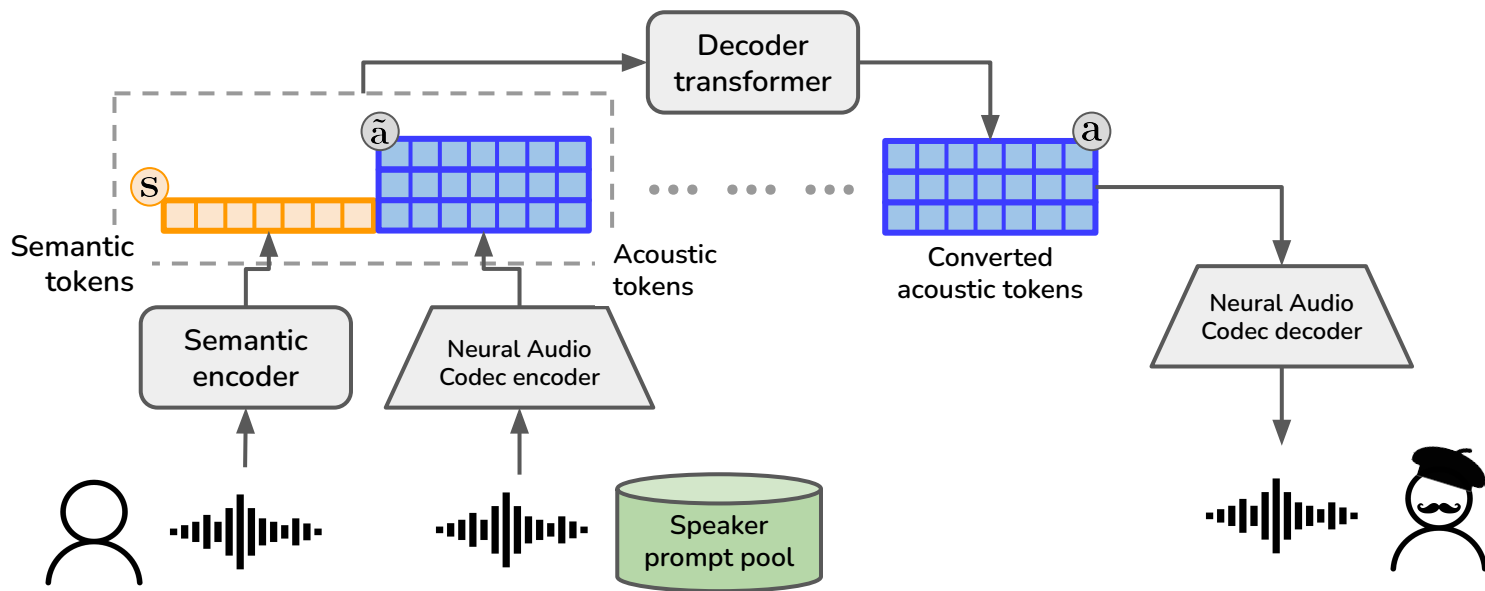 Decoder
transformer
ã
a
s
Semantic
tokens
Acoustic
tokens
Converted
acoustic tokens
Semantic
encoder
Neural Audio
Codec encoder
Neural Audio
Codec decoder
Speaker
prompt pool